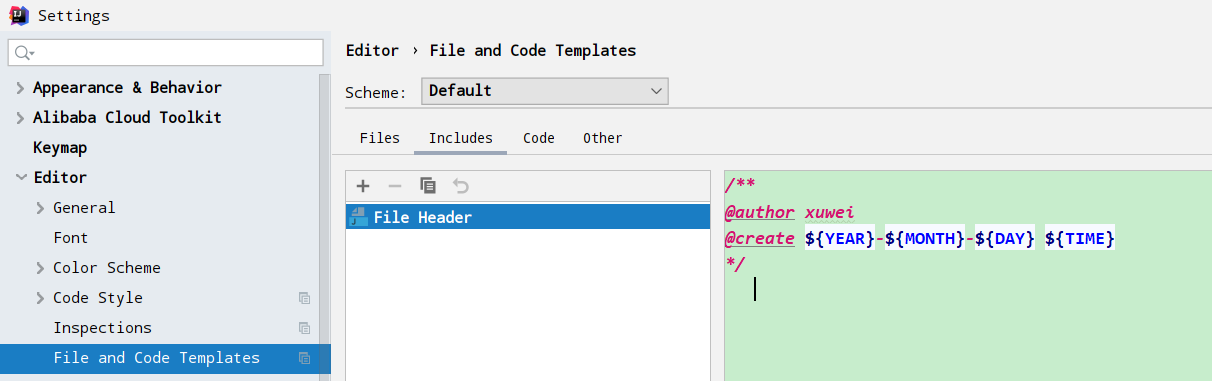 Settings
Editor › File and Code Templates
Scheme: Default
Files Includes Code Other
Appearance & Behavior
Alibaba Cloud Toolkit
Keymap
Editor
General
Font
Color Scheme
Code Style
Inspections
File and Code Templates
File Header
/**
@author xuwei
@create ${YEAR}-${MONTH}-${DAY} ${TIME}
*/